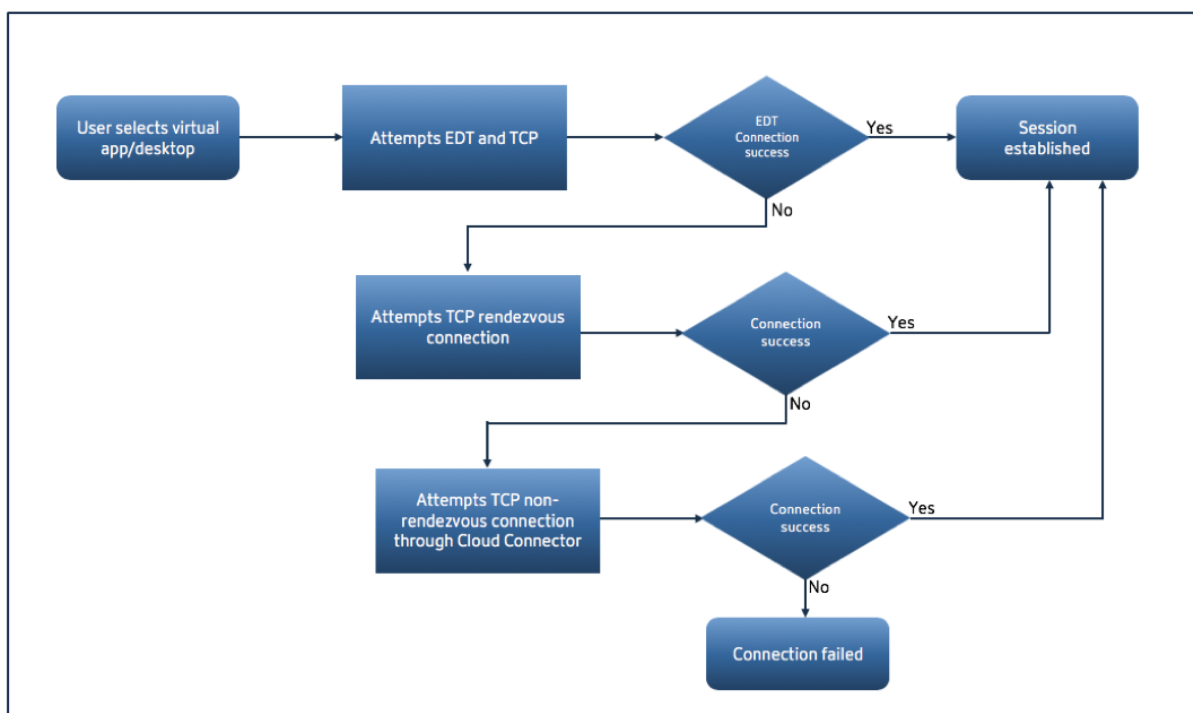 User selects virtual
app/desktop
Attempts EDT and TCP
EDT
Connection
success
Yes
Session
established
No
Attempts TCP rendezvous
connection
Connection
success
Yes
No
Attempts TCP non-
rendezvous connection
through Cloud Connector
Connection
success
Yes
No
Connection failed